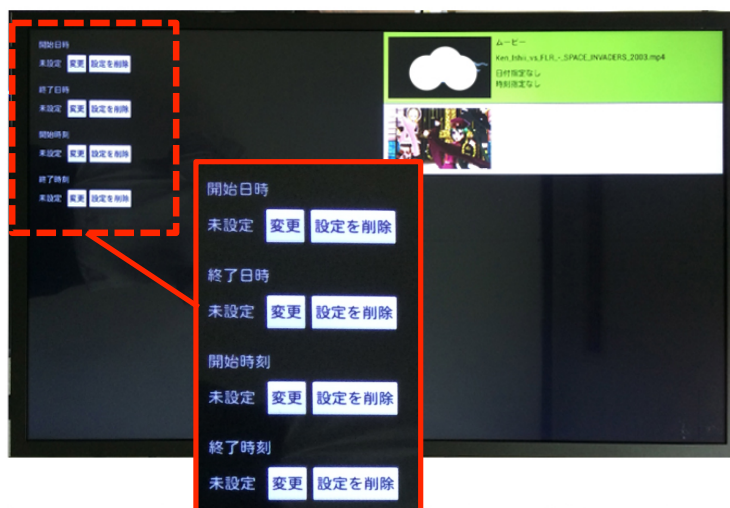 開始日時
未設定 変更 設定を削除
終了日時
未設定 変更 設定を削除
開始時刻
未設定 変更 設定を削除
終了時刻
未設定 変更 設定を削除
ムービー
Ken_Ishii_vs_FLR_-_SPACE_INVADERS_2003.mp4
日付指定なし
時刻指定なし
開始日時
未設定 変更 設定を削除
終了日時
未設定 変更 設定を削除
開始時刻
未設定 変更 設定を削除
終了時刻
未設定 変更 設定を削除